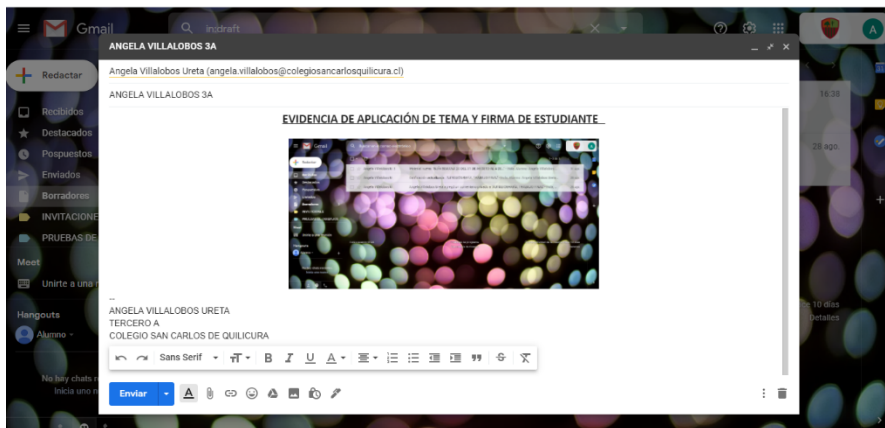 Gmail
in:draft
ANGELA VILLALOBOS 3A
Angela Villalobos Ureta (angela.villalobos@colegiosancarlosquilicura.cl)
ANGELA VILLALOBOS 3A
EVIDENCIA DE APLICACIÓN DE TEMA Y FIRMA DE ESTUDIANTE
Redactar
Recibidos
Destacados
Pospuestos
Enviados
Borradores
INVITACIONE
PRUEBAS DE
Meet
Unirte a una r
Hangouts
Alumno
No hay chats r
Inicia uno n
Gmail
--
ANGELA VILLALOBOS URETA
TERCERO A
COLEGIO SAN CARLOS DE QUILICURA
Sans Serif
B I U A
Enviar
A
16:38
28 ago.
10 días
Detalles
A